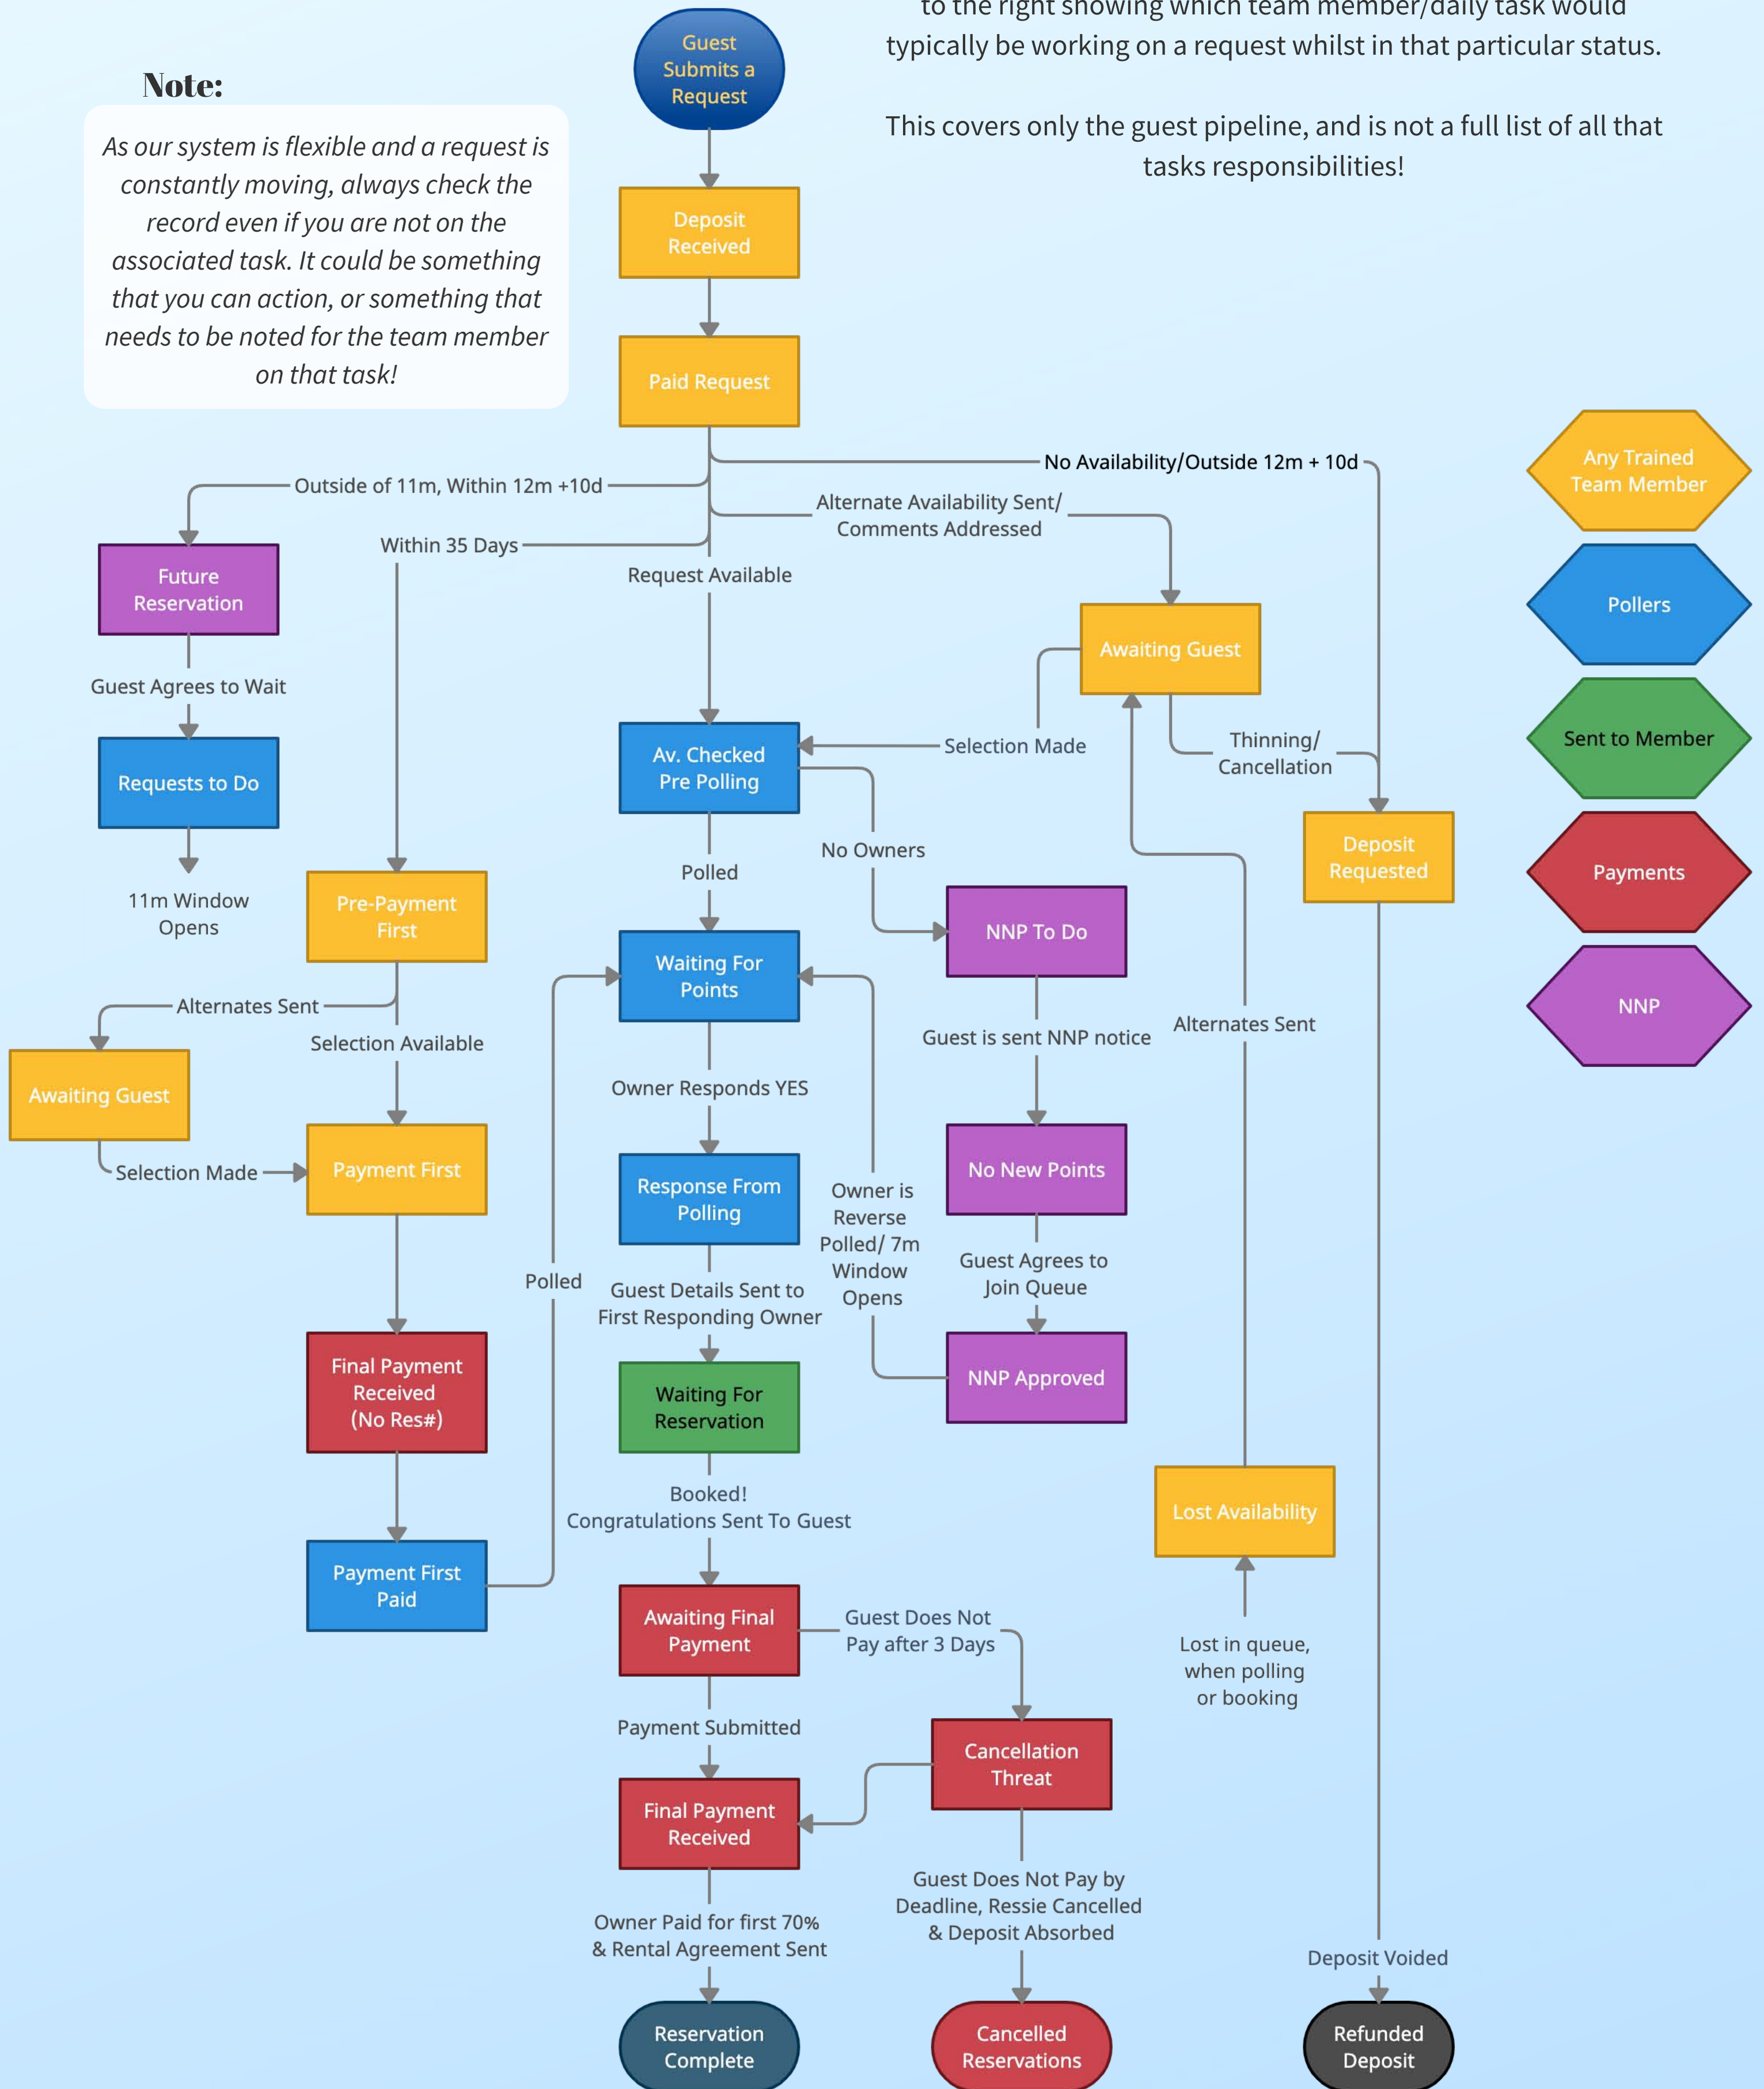 to the right showing which team member/daily task would
typically be working on a request whilst in that particular status.
This covers only the guest pipeline, and is not a full list of all that
tasks responsibilities!
Note:
As our system is flexible and a request is
constantly moving, always check the
record even if you are not on the
associated task. It could be something
that you can action, or something that
needs to be noted for the team member
on that task!
Guest
Submits a
Request
Deposit
Received
Paid Request
No Availability/Outside 12m + 10d
Outside of 11m, Within 12m +10d
Alternate Availability Sent/
Comments Addressed
Within 35 Days
Request Available
Any Trained
Team Member
Pollers
Sent to Member
Payments
NNP
Future
Reservation
Guest Agrees to Wait
Requests to Do
11m Window
Opens
Awaiting Guest
Selection Made
Thinning/
Cancellation
Av. Checked
Pre Polling
No Owners
Polled
Deposit
Requested
Pre-Payment
First
Alternates Sent
Selection Available
Awaiting Guest
Selection Made
Payment First
Waiting For
Points
NNP To Do
Guest is sent NNP notice
Alternates Sent
Owner Responds YES
No New Points
Response From
Polling
Owner is
Reverse
Polled/ 7m
Window
Opens
Guest Agrees to
Join Queue
Polled
Guest Details Sent to
First Responding Owner
Final Payment
Received
(No Res#)
Waiting For
Reservation
NNP Approved
Booked!
Congratulations Sent To Guest
Lost Availability
Lost in queue,
when polling
or booking
Payment First
Paid
Awaiting Final
Payment
Guest Does Not
Pay after 3 Days
Payment Submitted
Cancellation
Threat
Final Payment
Received
Guest Does Not Pay by
Deadline, Ressie Cancelled
& Deposit Absorbed
Owner Paid for first 70%
& Rental Agreement Sent
Deposit Voided
Reservation
Complete
Cancelled
Reservations
Refunded
Deposit